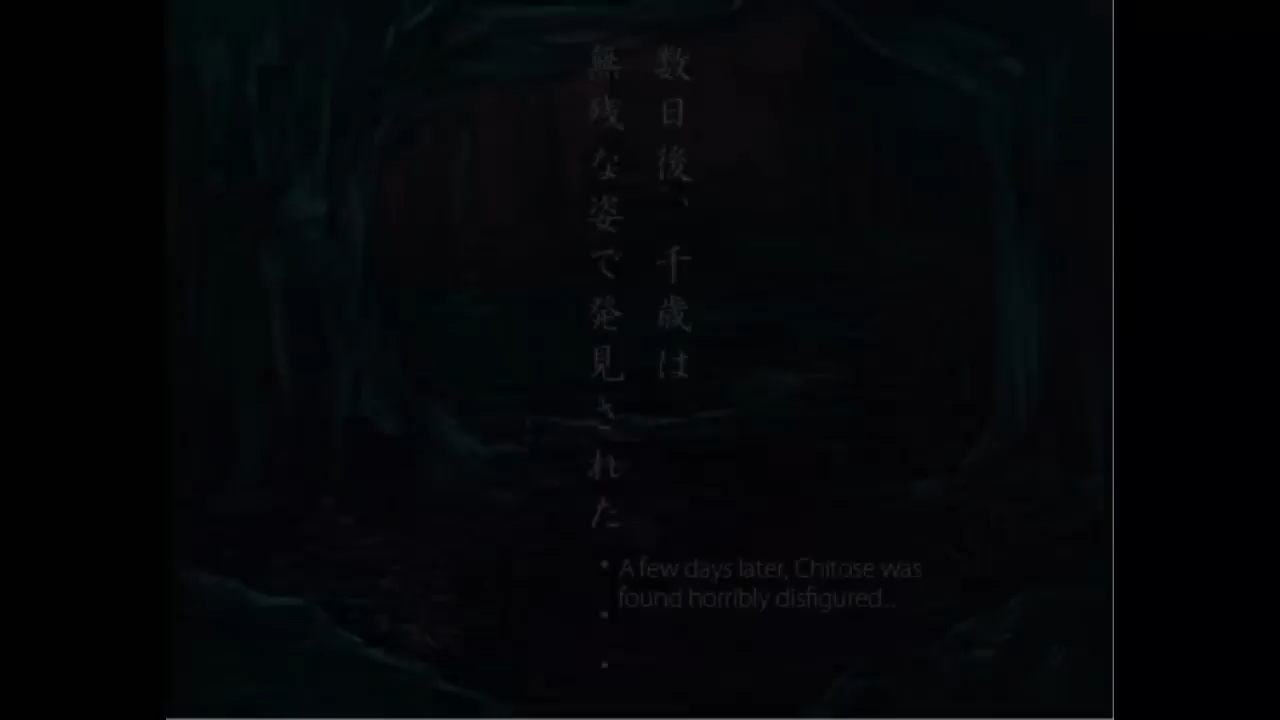 数日後、千歳は
無残な姿で発見された・・・
A few days later, Chitose was
found horribly disfigured...